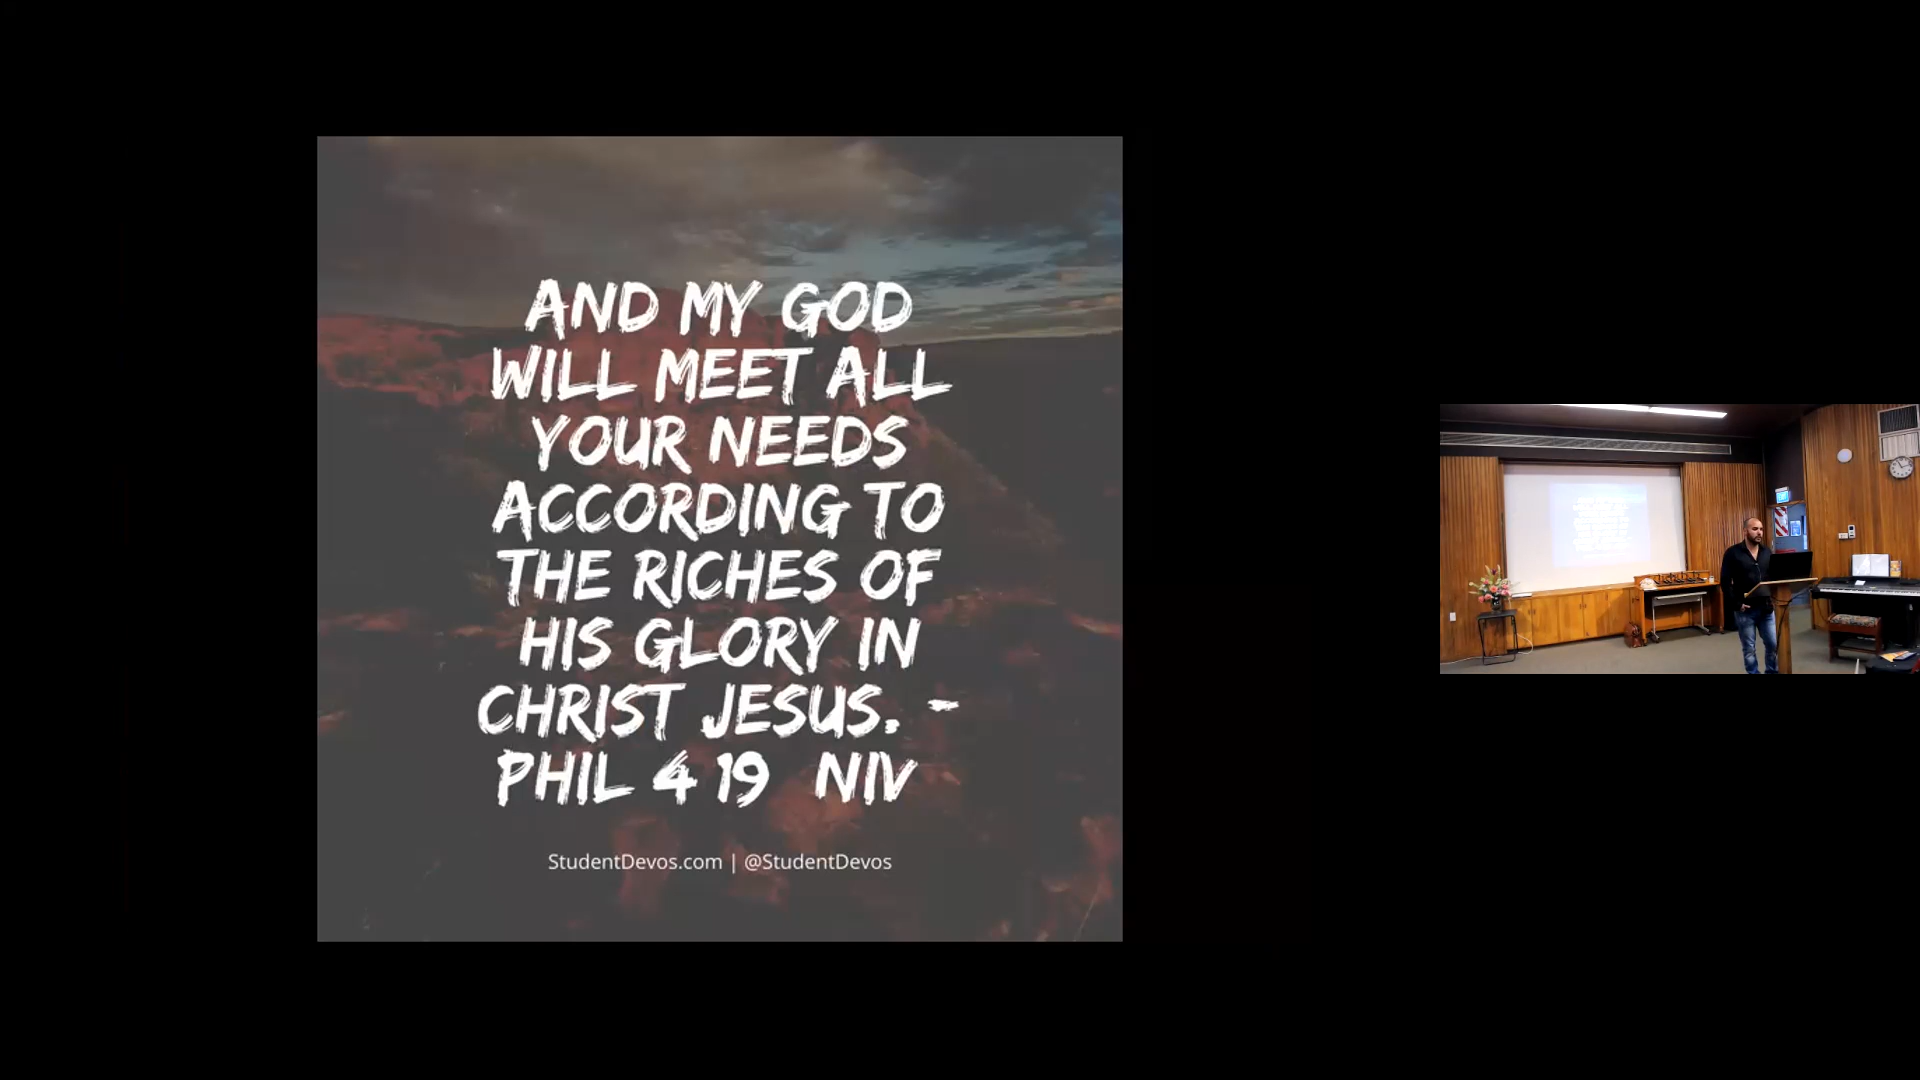 AND MY GOD
WILL MEET ALL
YOUR NEEDS
ACCORDING TO
THE RICHES OF
HIS GLORY IN
CHRIST JESUS. -
PHIL 4 19 NIV
StudentDevos.com | @StudentDevos